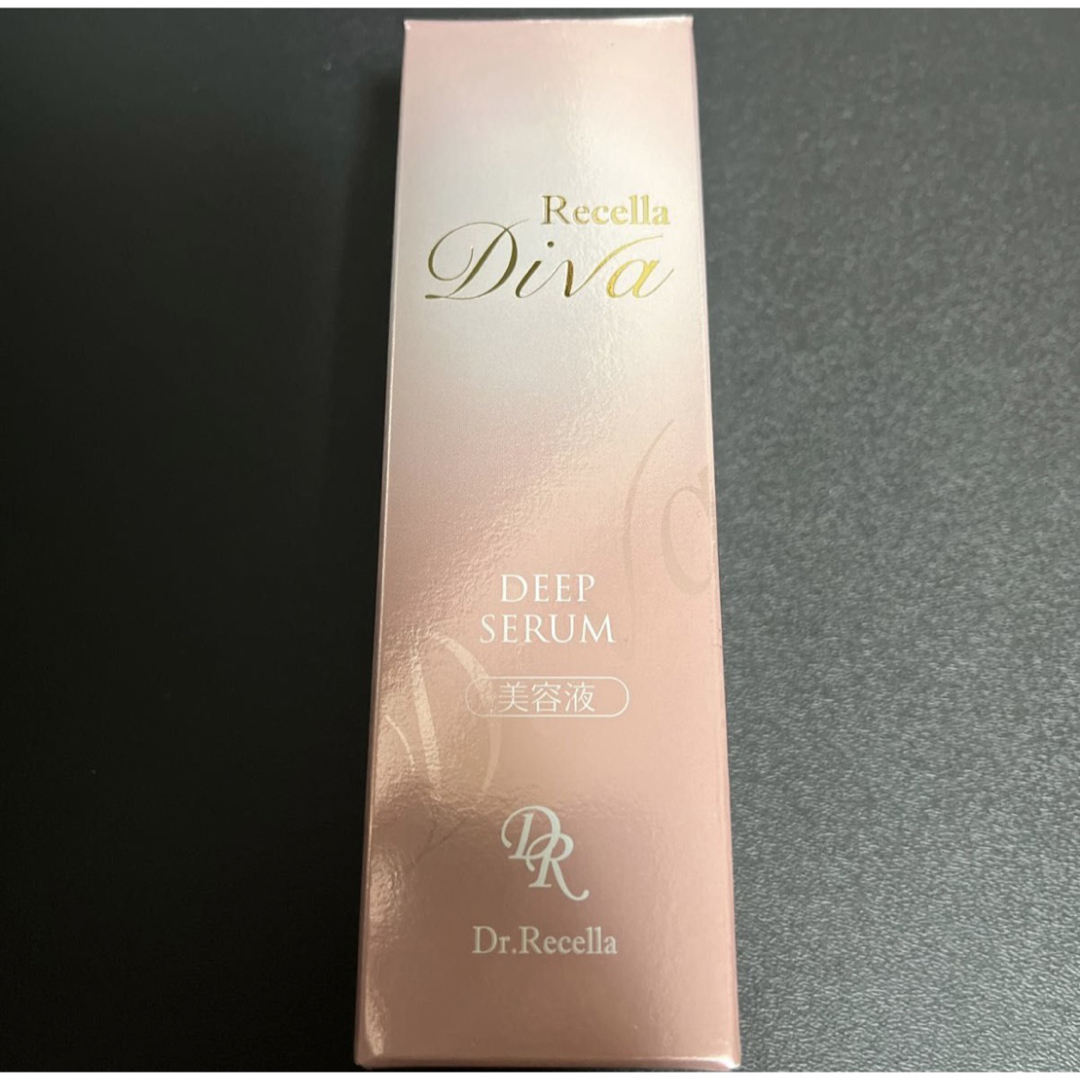 Recella
Diva
DEEP
SERUM
美容液
DR
Dr.Recella